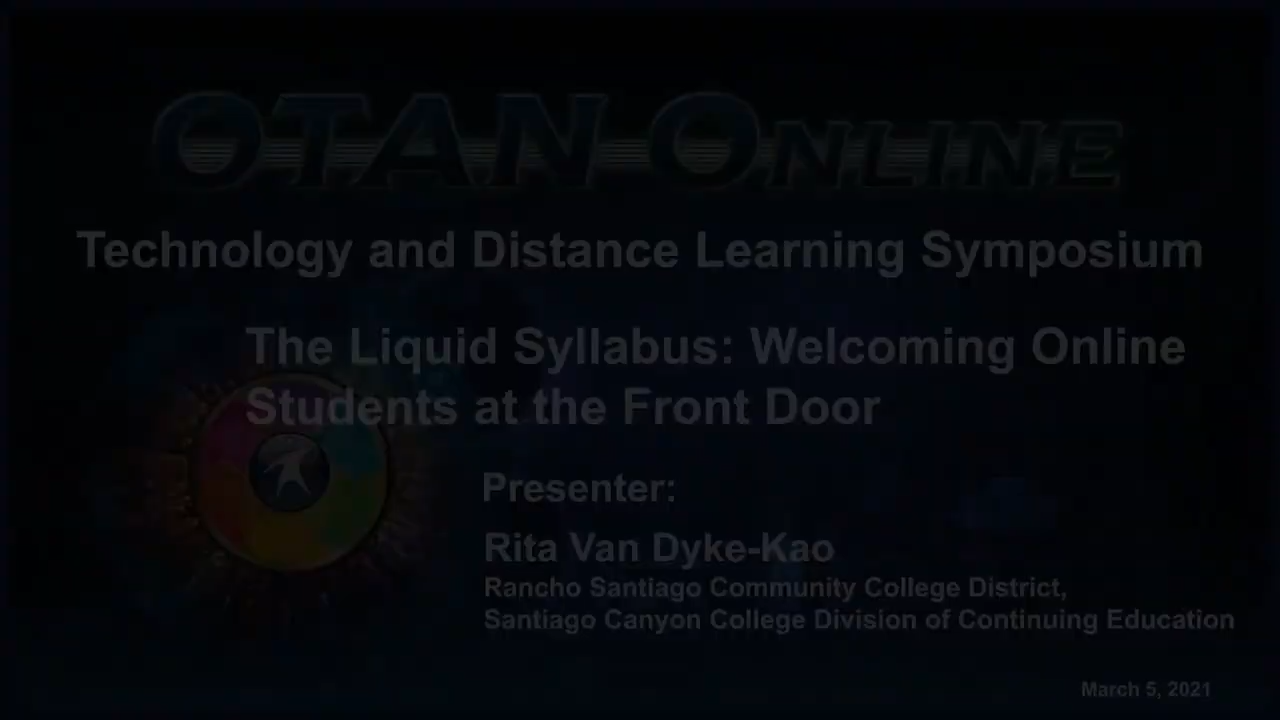 OTAN ONLINE
Technology and Distance Learning Symposium
The Liquid Syllabus: Welcoming Online
Students at the Front Door
Presenter:
Rita Van Dyke-Kao
Rancho Santiago Community College District,
Santiago Canyon College Division of Continuing Education
March 5, 2021